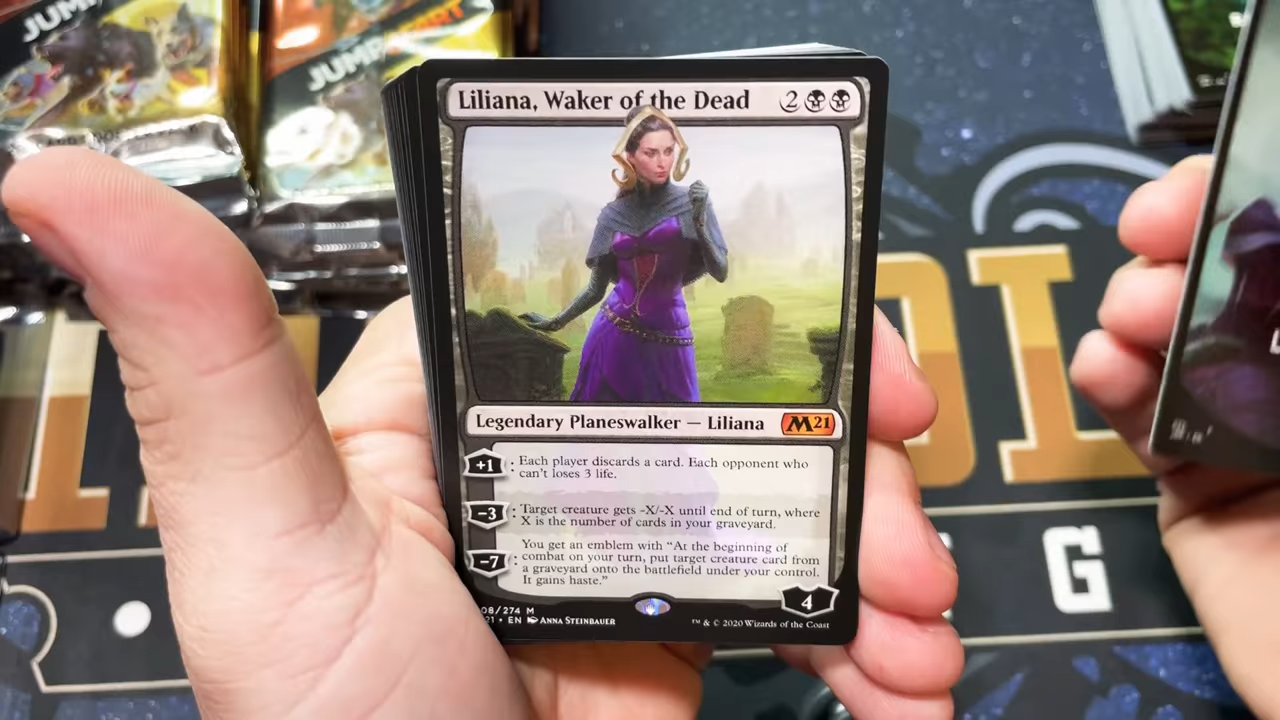 JUMP
JUMPSTART
Liliana, Waker of the Dead 2
Legendary Planeswalker — Liliana M21
+1: Each player discards a card. Each opponent who
can't loses 3 life.
−3: Target creature gets -X/-X until end of turn, where
X is the number of cards in your graveyard.
You get an emblem with “At the beginning of
−7: combat on your turn, put target creature card from
a graveyard onto the battlefield under your control.
It gains haste.”
4
08/274 M
21 • EN ANNA STEINBAUER
™ & © 2020 Wizards of the Coast
G